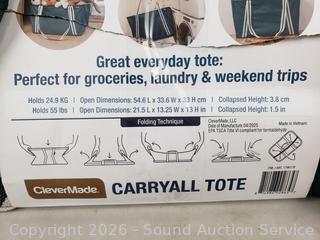 Great everyday tote:
Perfect for groceries, laundry & weekend trips
Holds 24.9 KG | Open Dimensions: 54.6 L x 33.6 W x 33 H cm | Collapsed Height: 3.8 cm
Holds 55 lbs | Open Dimensions: 21.5 L x 13.25 W x 13 H in | Collapsed Height: 1.5 in
Folding Technique
CleverMade, LLC
Date of Manufacture 04/2025
EPA TSCA Title VI compliant for formaldehyde
Made in Vietnam
CleverMade. CARRYALL TOTE
Copyright 2026 - Sound Auction Service